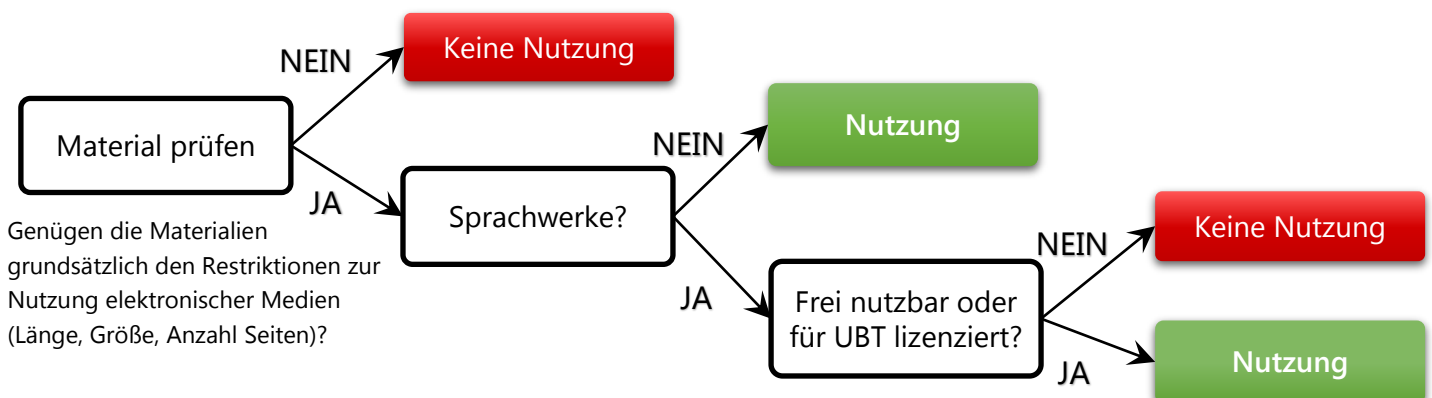 NEIN
Keine Nutzung
Material prüfen
JA
Genügen die Materialien
grundsätzlich den Restriktionen zur
Nutzung elektronischer Medien
(Länge, Größe, Anzahl Seiten)?
NEIN
Nutzung
Sprachwerke?
JA
NEIN
Keine Nutzung
Frei nutzbar oder
für UBT lizenziert?
JA
Nutzung